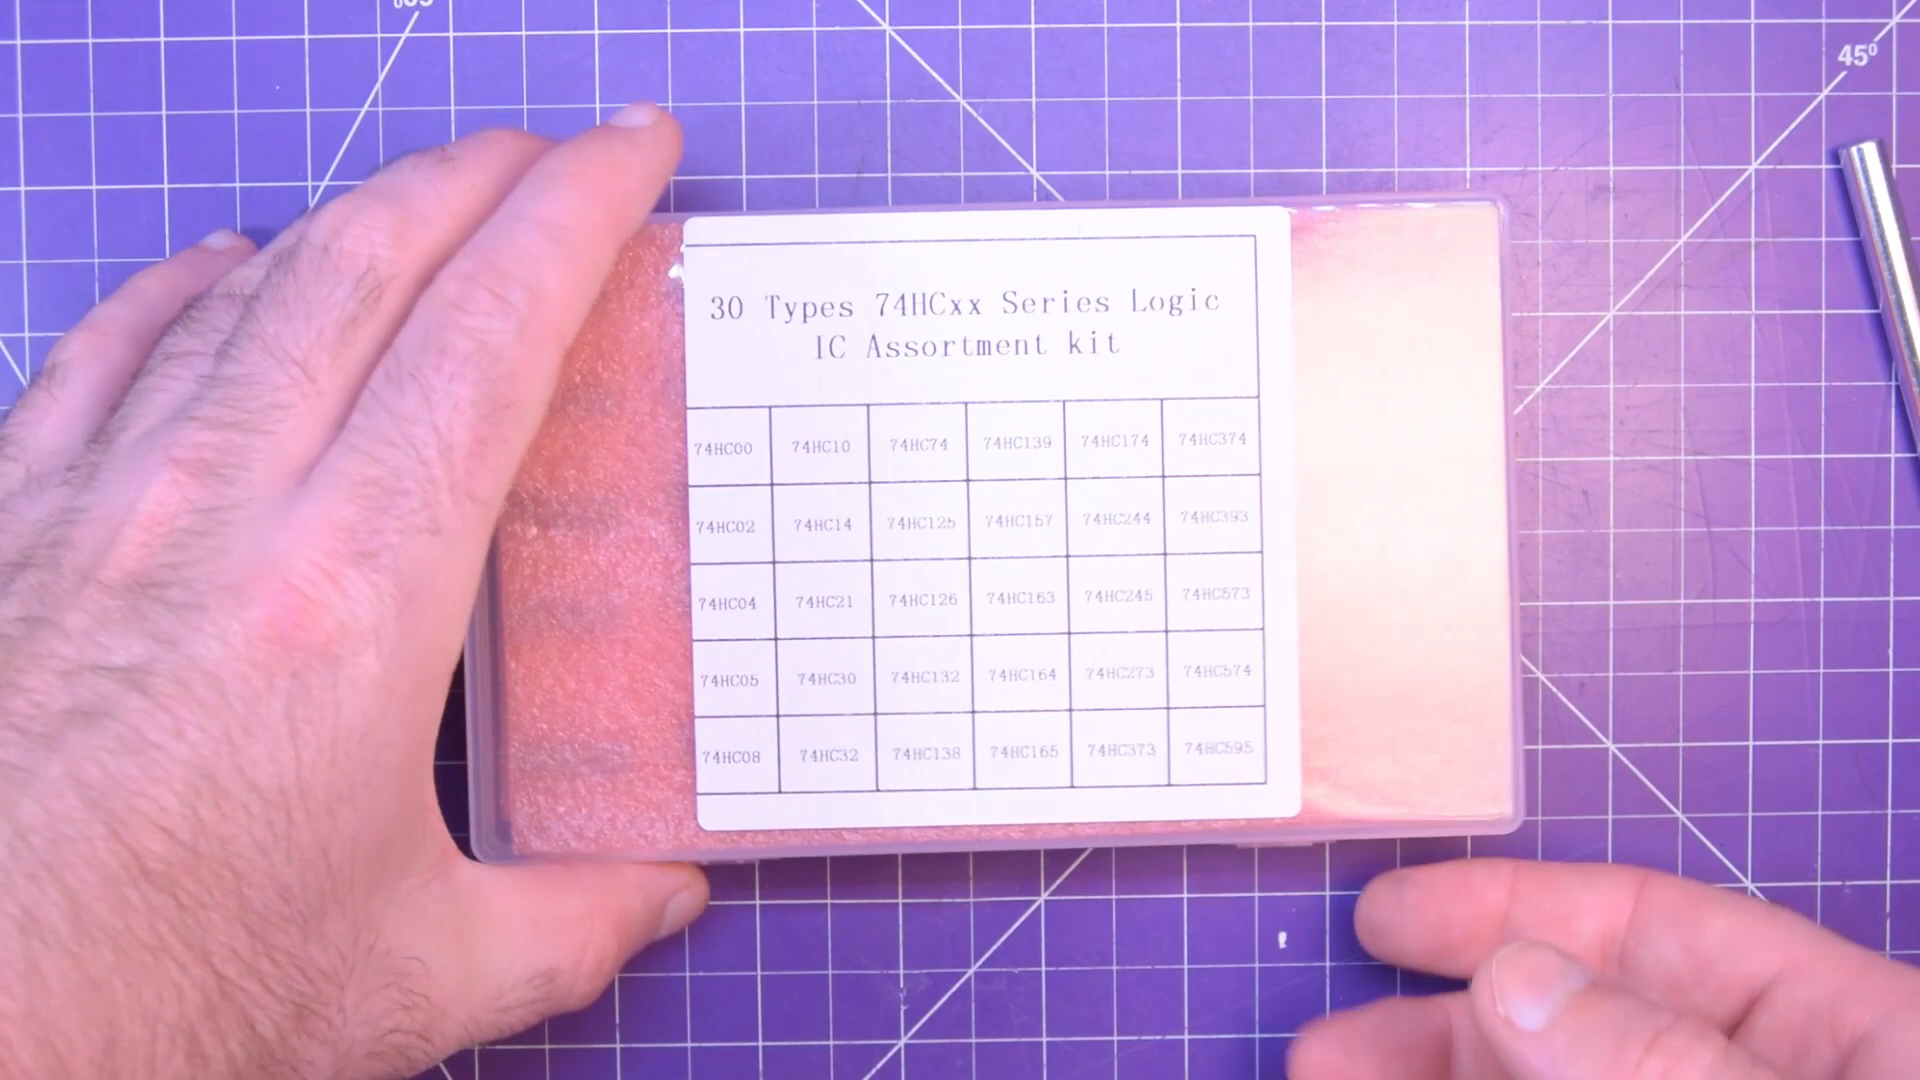 45⁰
30 Types 74HCxx Series Logic
IC Assortment kit
74HC00 74HC10 74HC74 74HC139 74HC174 74HC374
74HC02 74HC14 74HC125 74HC157 74HC244 74HC393
74HC04 74HC21 74HC126 74HC163 74HC245 74HC573
74HC05 74HC30 74HC132 74HC164 74HC273 74HC574
74HC08 74HC32 74HC138 74HC165 74HC373 74HC595